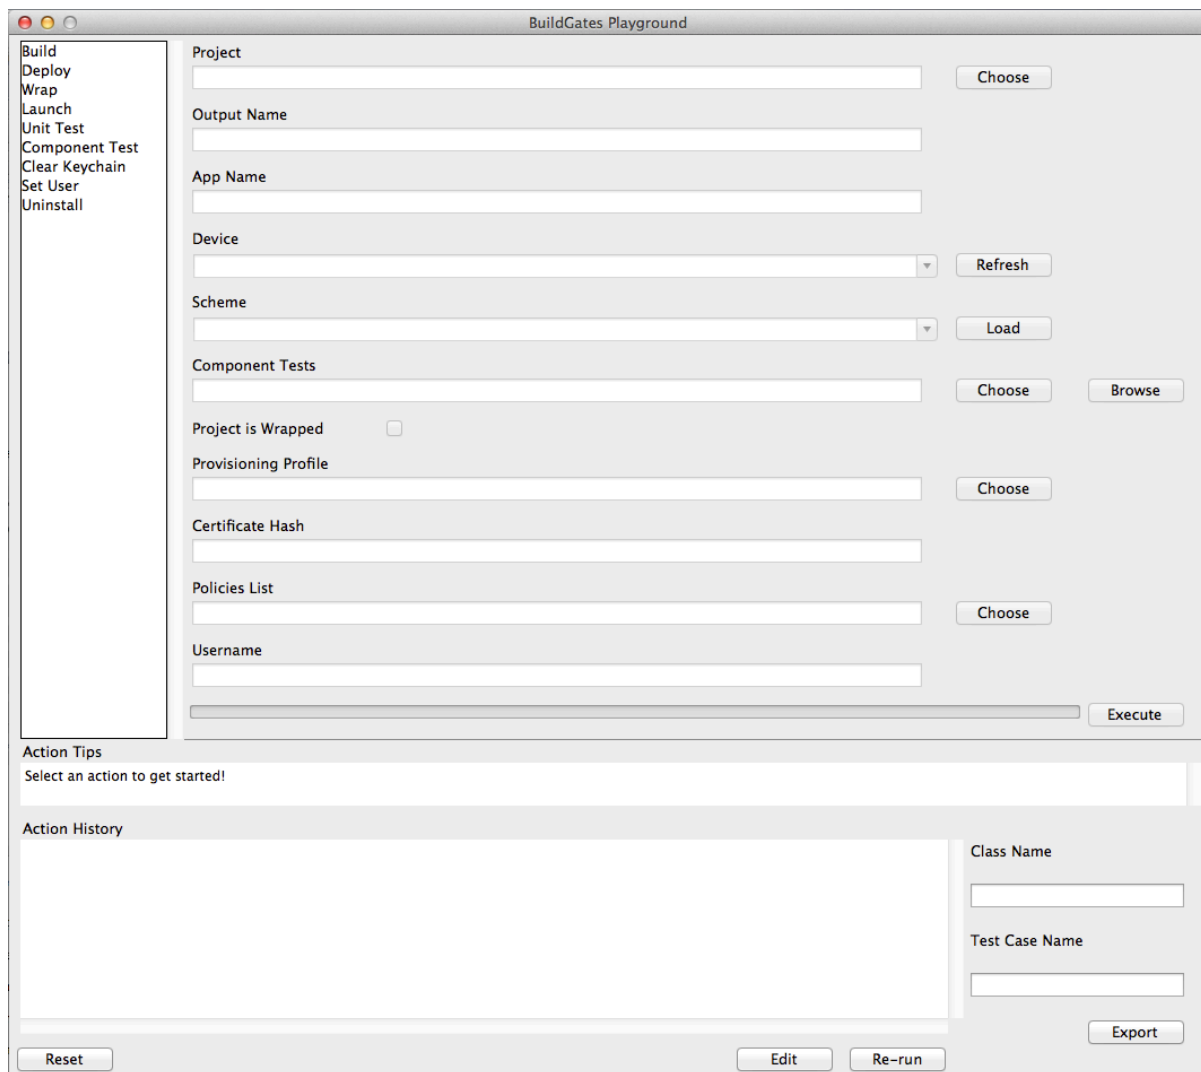 BuildGates Playground
Build
Deploy
Wrap
Launch
Unit Test
Component Test
Clear Keychain
Set User
Uninstall
Project
Choose
Output Name
App Name
Device
Refresh
Scheme
Load
Component Tests
Choose Browse
Project is Wrapped
Provisioning Profile
Choose
Certificate Hash
Policies List
Choose
Username
Execute
Action Tips
Select an action to get started!
Action History
Class Name
Test Case Name
Export
Reset Edit Re-run